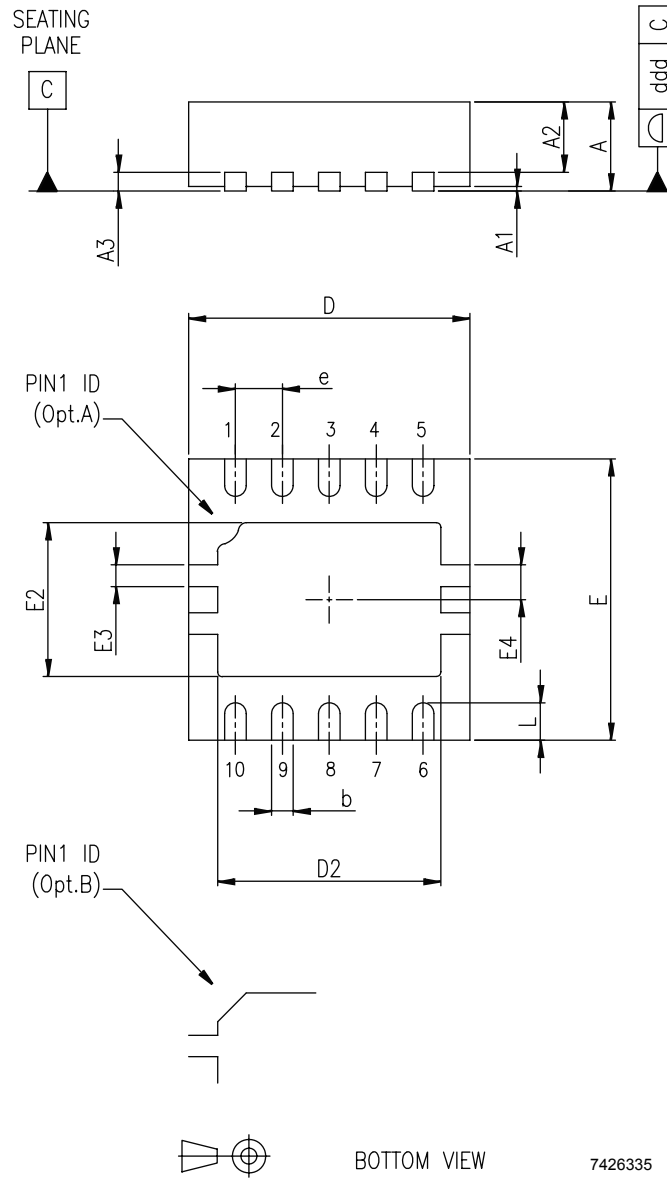 SEATING
PLANE
C
ddd C
A2
A
A3
A1
D
PIN1 ID
(Opt.A)
e
1 2 3 4 5
E2
E3
E4
E
L
10 9 8 7 6
b
D2
PIN1 ID
(Opt.B)
BOTTOM VIEW
7426335